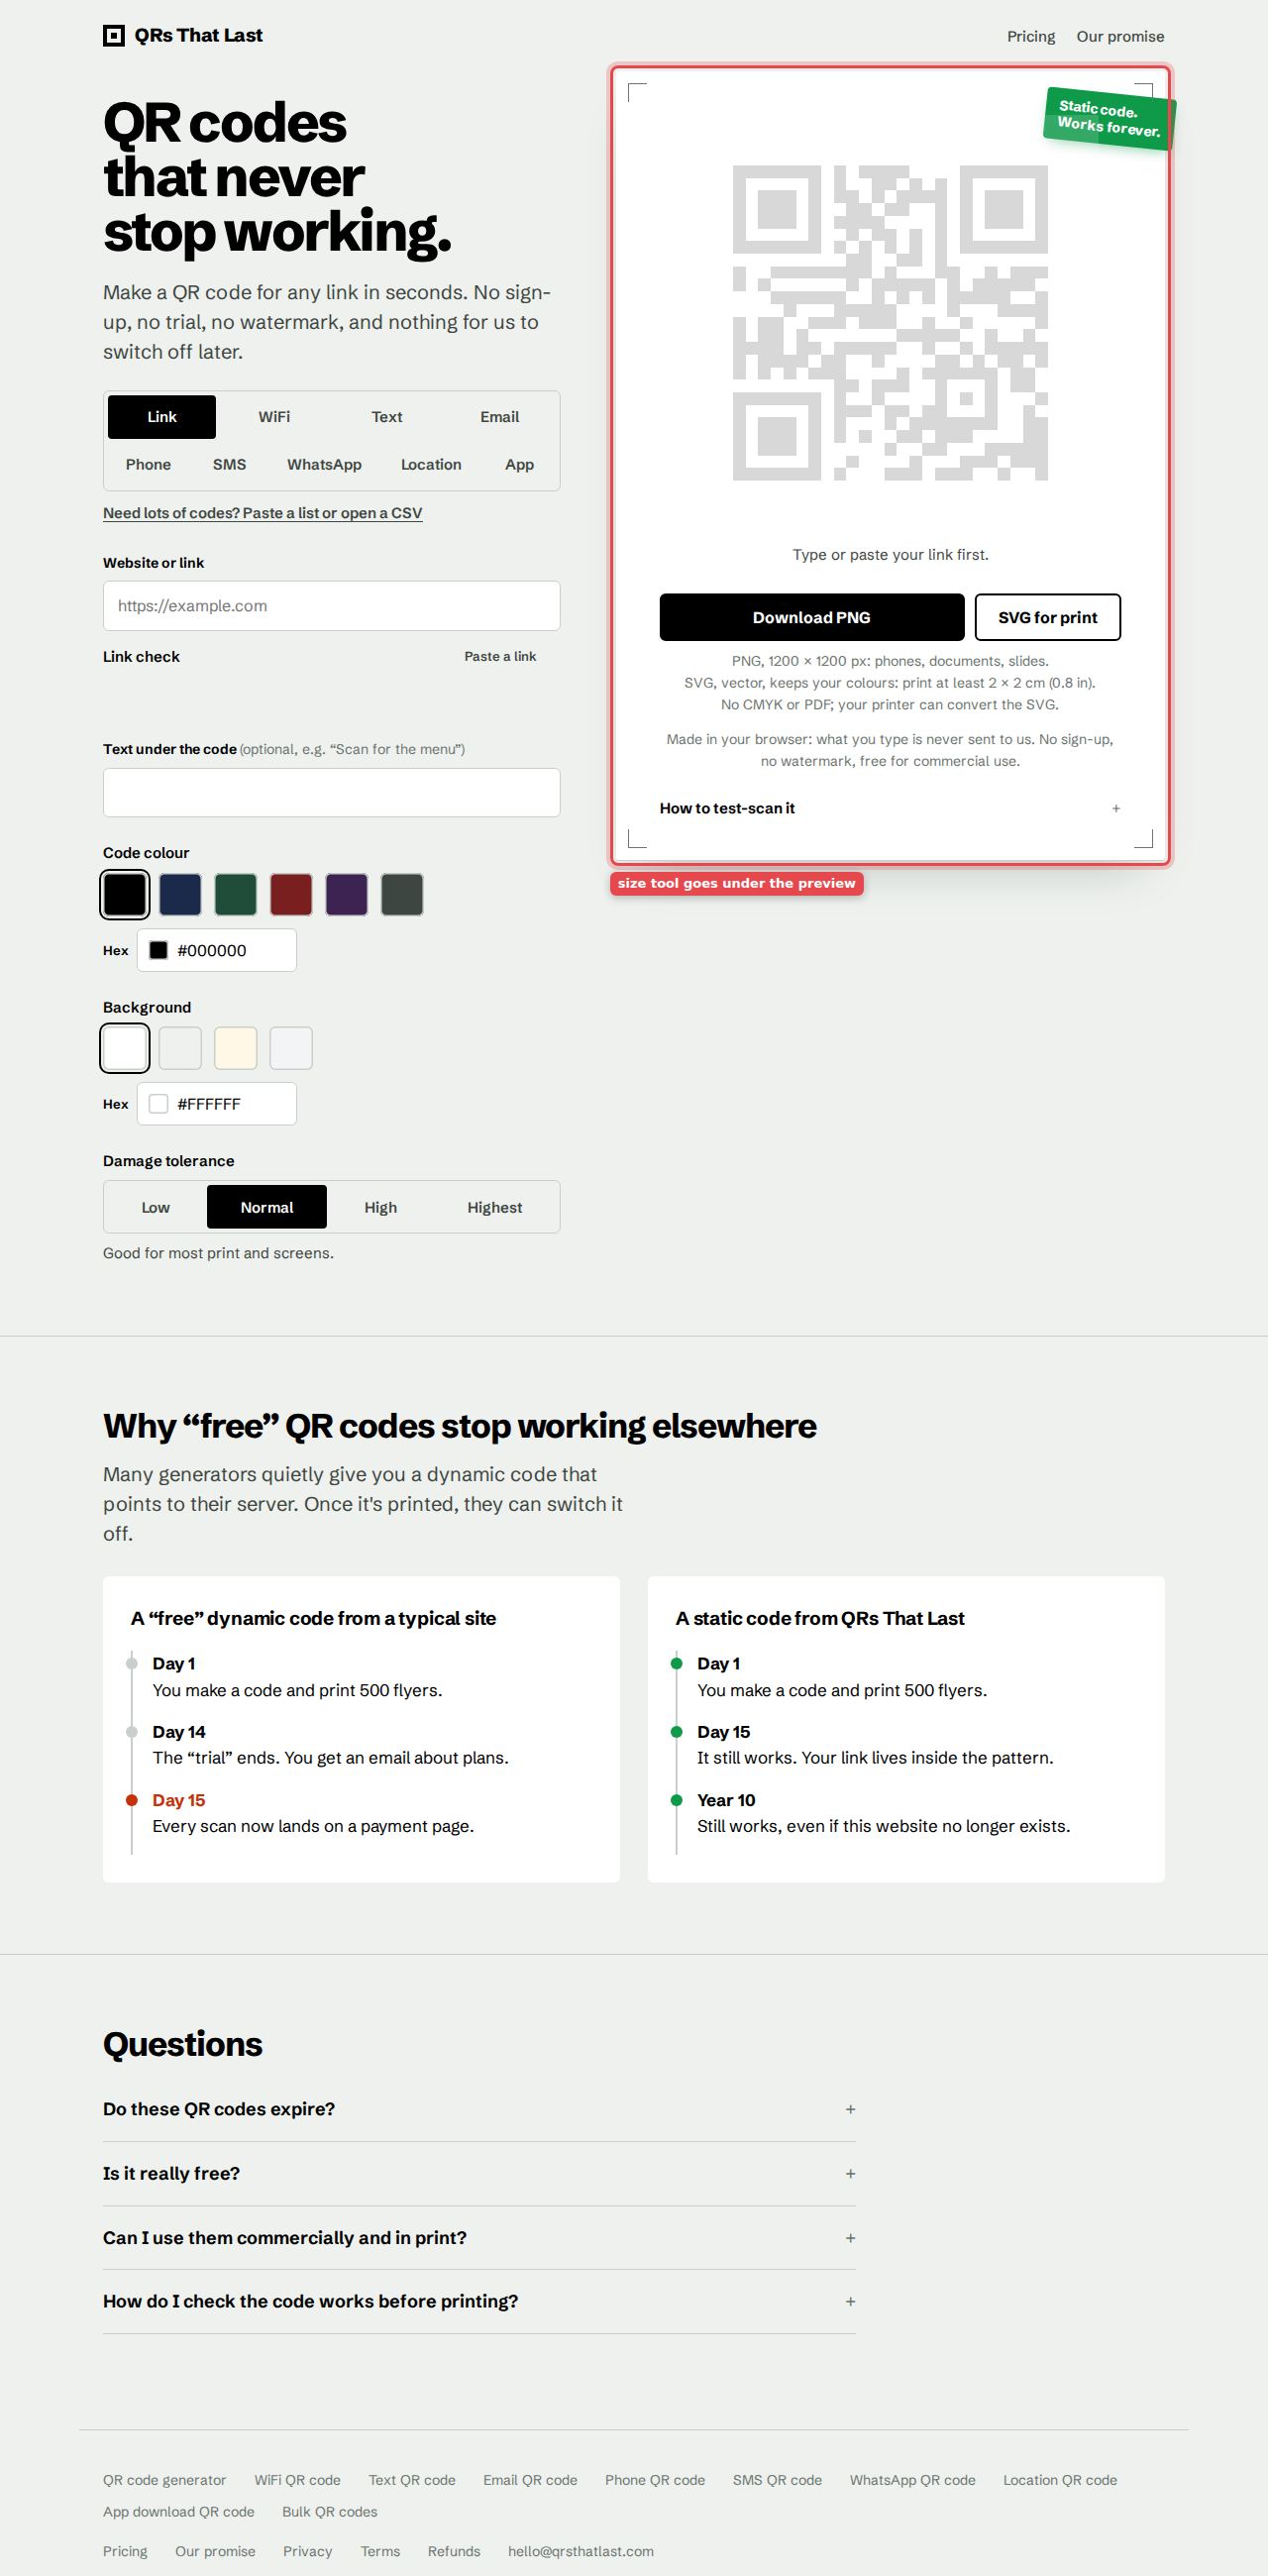 QRs That Last
Pricing Our promise
QR codes
that never
stop working.
Make a QR code for any link in seconds. No sign-
up, no trial, no watermark, and nothing for us to
switch off later.
Link WiFi Text Email
Phone SMS WhatsApp Location App
Need lots of codes? Paste a list or open a CSV
Website or link
https://example.com
Link check Paste a link
Text under the code (optional, e.g. “Scan for the menu”)
Code colour
Hex #000000
Background
Hex #FFFFFF
Damage tolerance
Low Normal High Highest
Good for most print and screens.
Static code.
Works forever.
Type or paste your link first.
Download PNG SVG for print
PNG, 1200 × 1200 px: phones, documents, slides.
SVG, vector, keeps your colours: print at least 2 × 2 cm (0.8 in).
No CMYK or PDF; your printer can convert the SVG.
Made in your browser: what you type is never sent to us. No sign-up,
no watermark, free for commercial use.
How to test-scan it +
size tool goes under the preview
Why “free” QR codes stop working elsewhere
Many generators quietly give you a dynamic code that
points to their server. Once it's printed, they can switch it
off.
A “free” dynamic code from a typical site
Day 1
You make a code and print 500 flyers.
Day 14
The “trial” ends. You get an email about plans.
Day 15
Every scan now lands on a payment page.
A static code from QRs That Last
Day 1
You make a code and print 500 flyers.
Day 15
It still works. Your link lives inside the pattern.
Year 10
Still works, even if this website no longer exists.
Questions
Do these QR codes expire? +
Is it really free? +
Can I use them commercially and in print? +
How do I check the code works before printing? +
QR code generator WiFi QR code Text QR code Email QR code Phone QR code SMS QR code WhatsApp QR code Location QR code
App download QR code Bulk QR codes
Pricing Our promise Privacy Terms Refunds hello@qrsthatlast.com